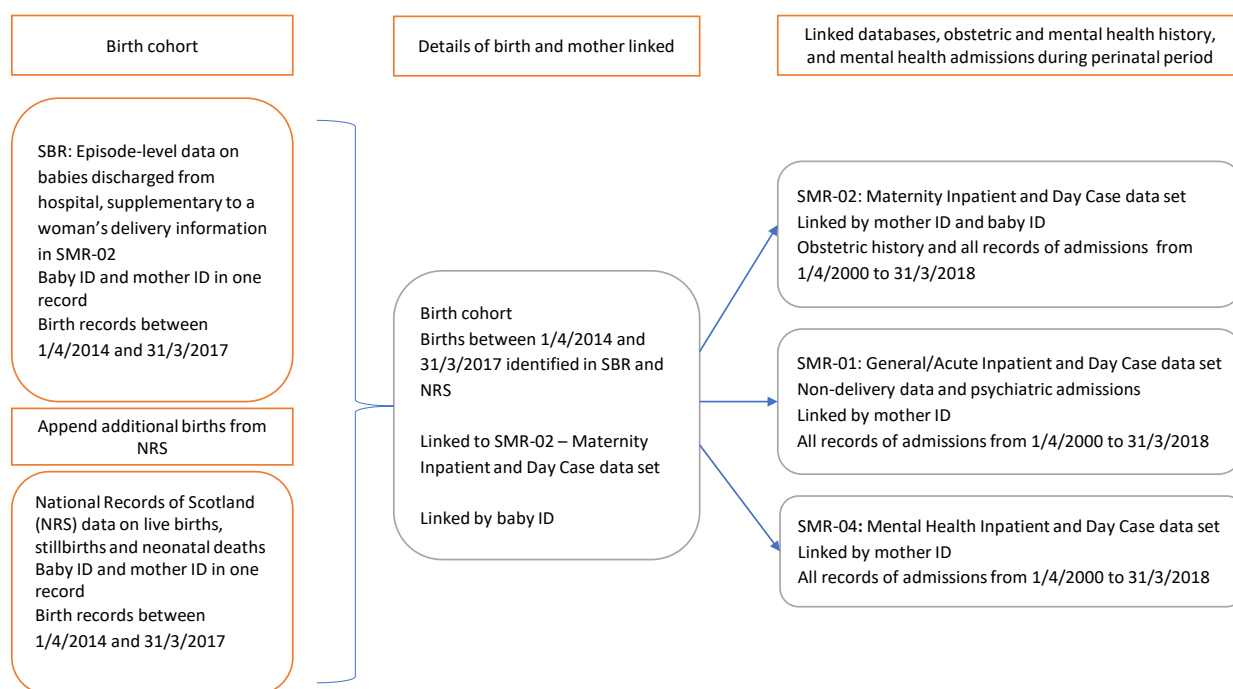 Birth cohort
SBR: Episode-level data on
babies discharged from
hospital, supplementary to a
woman’s delivery information
in SMR-02
Baby ID and mother ID in one
record
Birth records between
1/4/2014 and 31/3/2017
Append additional births from
NRS
National Records of Scotland
(NRS) data on live births,
stillbirths and neonatal deaths
Baby ID and mother ID in one
record
Birth records between
1/4/2014 and 31/3/2017
Details of birth and mother linked
Birth cohort
Births between 1/4/2014 and
31/3/2017 identified in SBR and
NRS
Linked to SMR-02 – Maternity
Inpatient and Day Case data set
Linked by baby ID
Linked databases, obstetric and mental health history,
and mental health admissions during perinatal period
SMR-02: Maternity Inpatient and Day Case data set
Linked by mother ID and baby ID
Obstetric history and all records of admissions from
1/4/2000 to 31/3/2018
SMR-01: General/Acute Inpatient and Day Case data set
Non-delivery data and psychiatric admissions
Linked by mother ID
All records of admissions from 1/4/2000 to 31/3/2018
SMR-04: Mental Health Inpatient and Day Case data set
Linked by mother ID
All records of admissions from 1/4/2000 to 31/3/2018